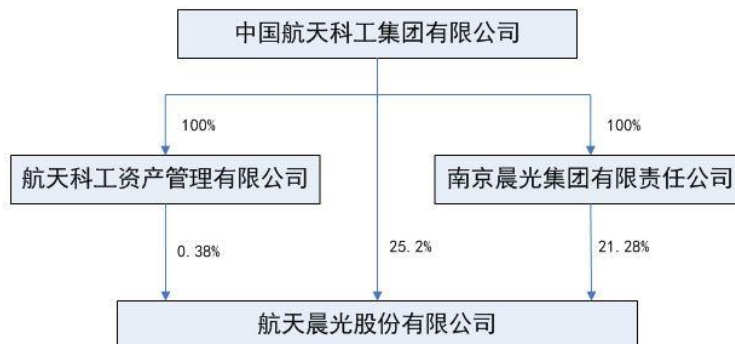 中国航天科工集团有限公司
100%
100%
航天科工资产管理有限公司
南京晨光集团有限责任公司
0.38%
25.2%
21.28%
航天晨光股份有限公司